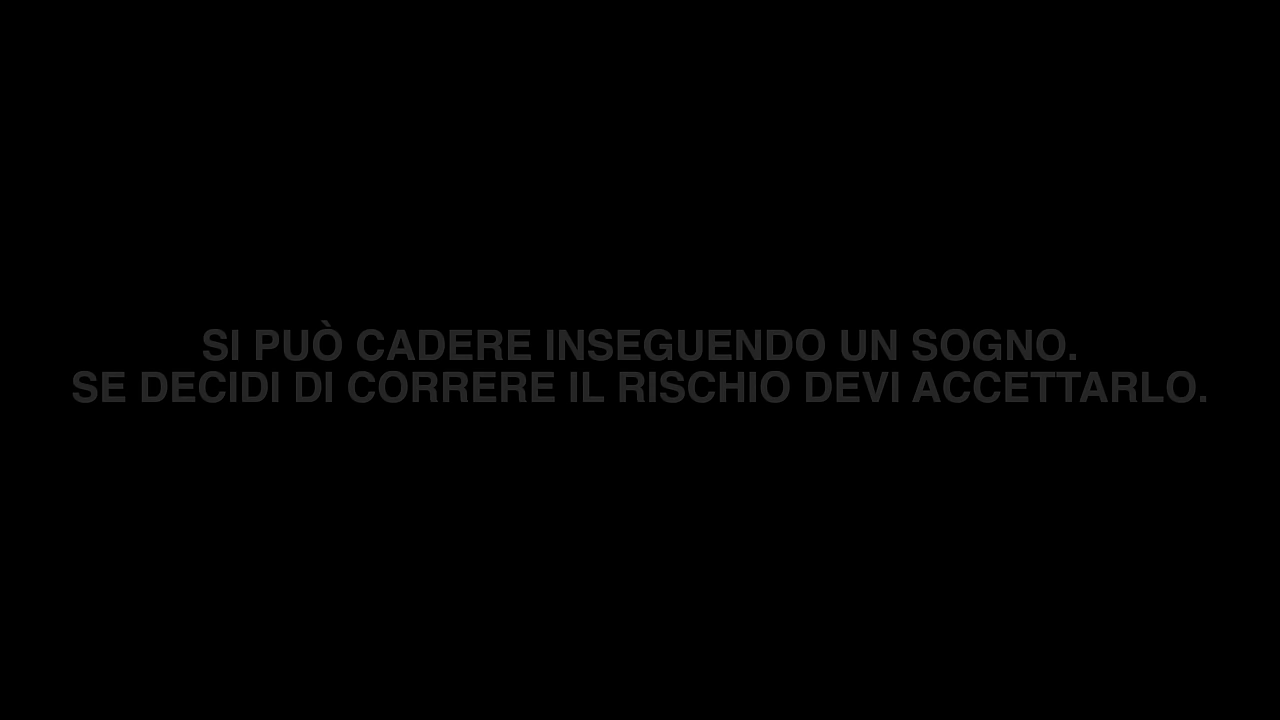 SI PUÒ CADERE INSEGUENDO UN SOGNO.
SE DECIDI DI CORRERE IL RISCHIO DEVI ACCETTARLO.